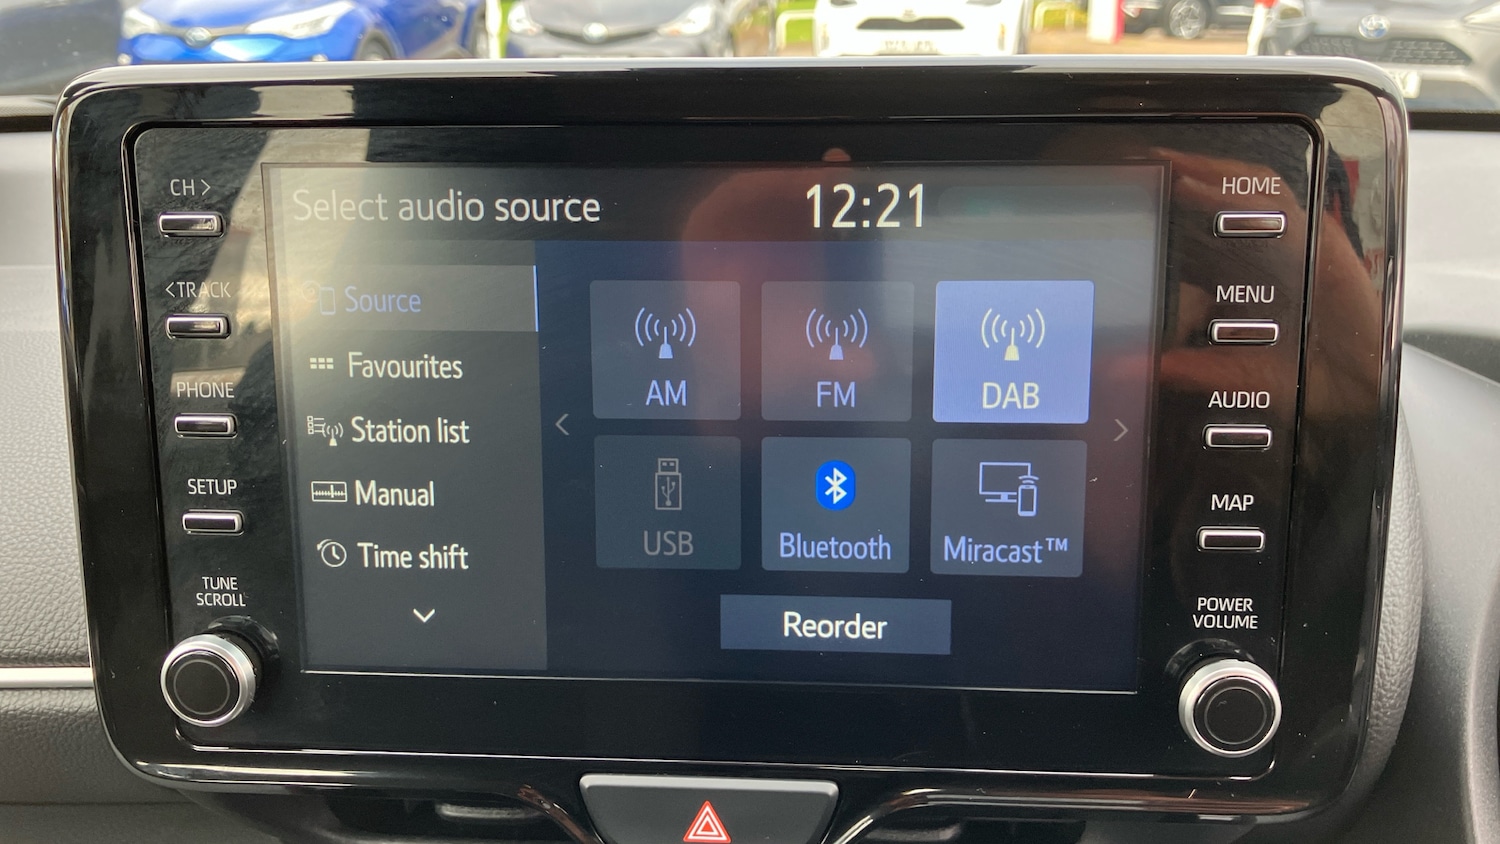 CH >
< TRACK
PHONE
SETUP
TUNE
SCROLL
Select audio source
12:21
Source
Favourites
Station list
Manual
Time shift
AM
FM
DAB
USB
Bluetooth
Miracast™
Reorder
HOME
MENU
AUDIO
MAP
POWER
VOLUME